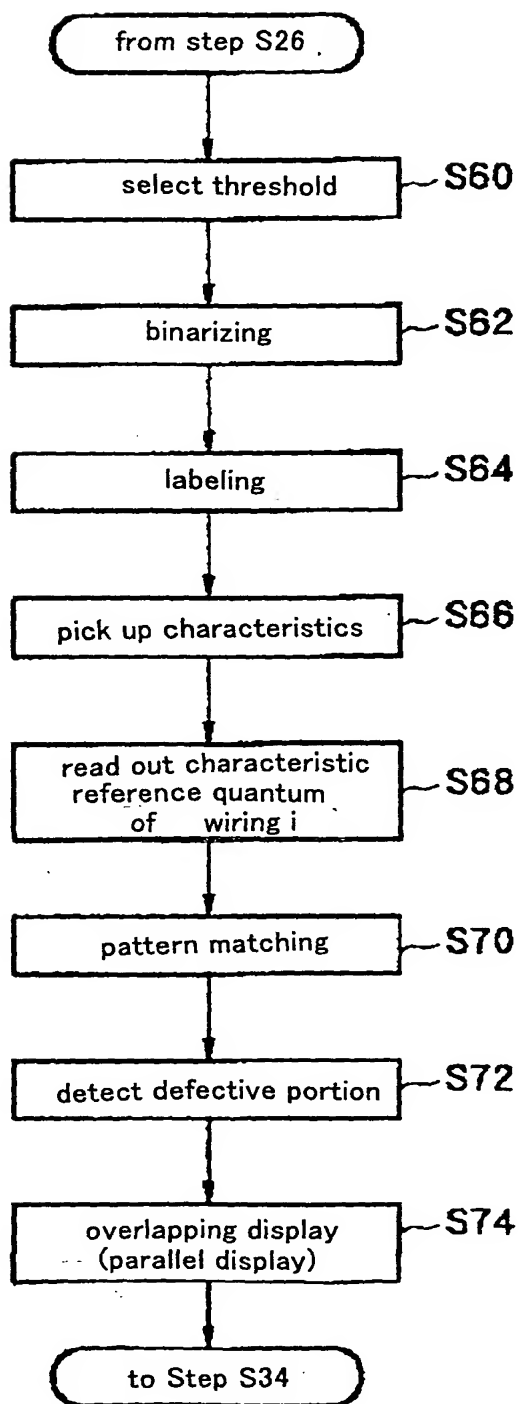 from step S26
select threshold
S60
binarizing
S62
labeling
S64
pick up characteristics
S66
read out characteristic
reference quantum
of wiring i
S68
pattern matching
S70
detect defective portion
S72
overlapping display
(parallel display)
S74
to Step S34